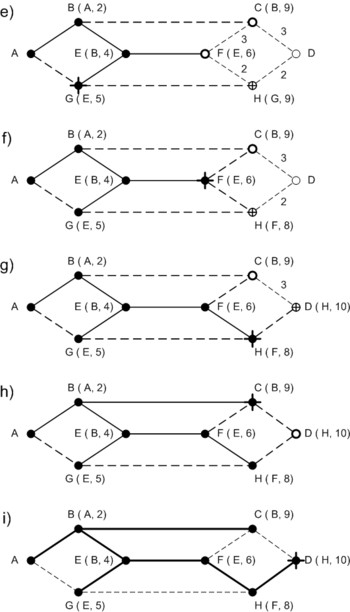 e)
B ( A, 2)
C (B, 9)
3
3
A
E ( B, 4)
F ( E, 6)
D
2
2
G ( E, 5)
H ( G, 9)
f)
B ( A, 2)
C (B, 9)
3
A
E ( B, 4)
F ( E, 6)
D
2
G ( E, 5)
H ( F, 8)
g)
B ( A, 2)
C (B, 9)
3
A
E ( B, 4)
F ( E, 6)
D ( H, 10)
G ( E, 5)
H ( F, 8)
h)
B ( A, 2)
C (B, 9)
A
E ( B, 4)
F ( E, 6)
D ( H, 10)
G ( E, 5)
H ( F, 8)
i)
B ( A, 2)
C (B, 9)
A
E ( B, 4)
F ( E, 6)
D ( H, 10)
G ( E, 5)
H ( F, 8)